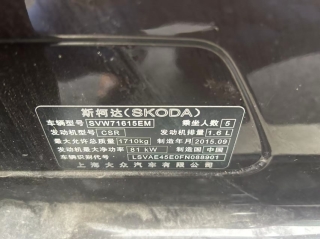 斯柯达(SKODA)
车辆型号 SVW71615EM 乘坐人数 5
发动机型号 CSR 发动机排量 1.6 L
最大允许总质量 1710kg 制造年月 2015.09
发动机最大净功率 81 kW 制造国 中国
车辆识别代号 LSVAE45E0FN088901
上海大众汽车有限公司